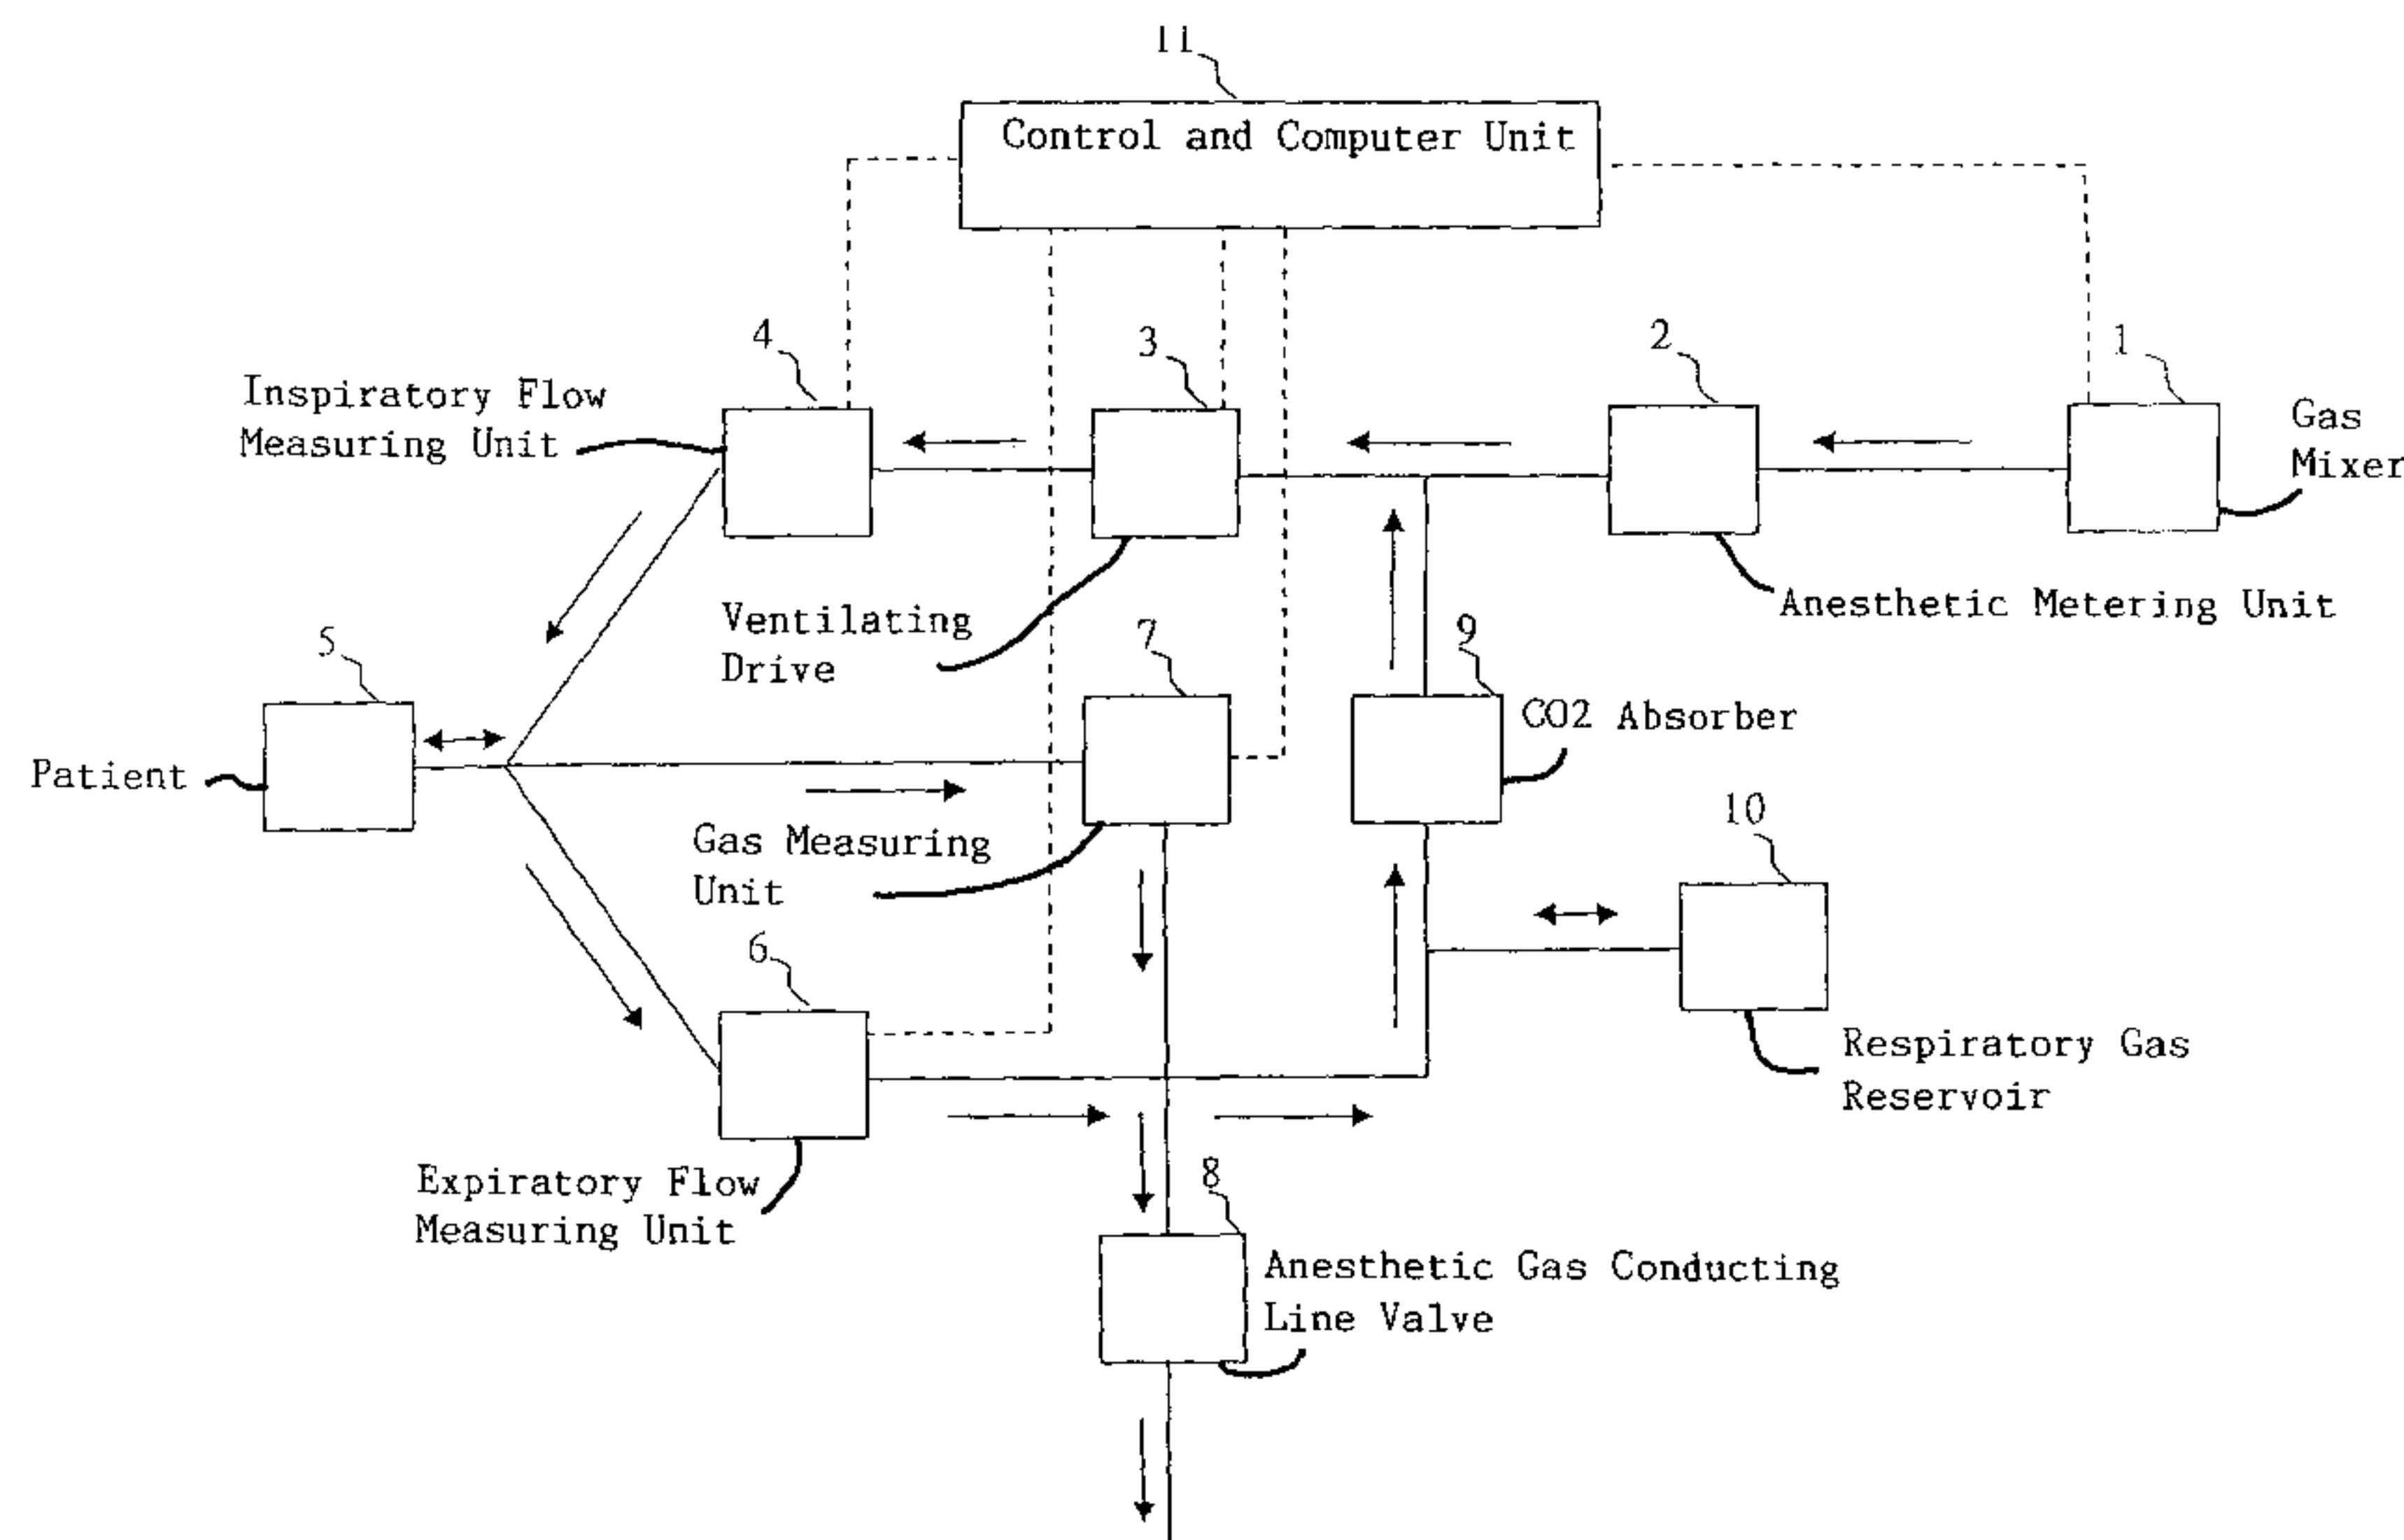 11
Control and Computer Unit
4
3
2
1
Inspiratory Flow
Measuring Unit
Gas
Mixer
Anesthetic Metering Unit
Ventilating
Drive
5
7
9
CO2 Absorber
Patient
10
Gas Measuring
Unit
6
Respiratory Gas
Reservoir
8
Expiratory Flow
Measuring Unit
Anesthetic Gas Conducting
Line Valve